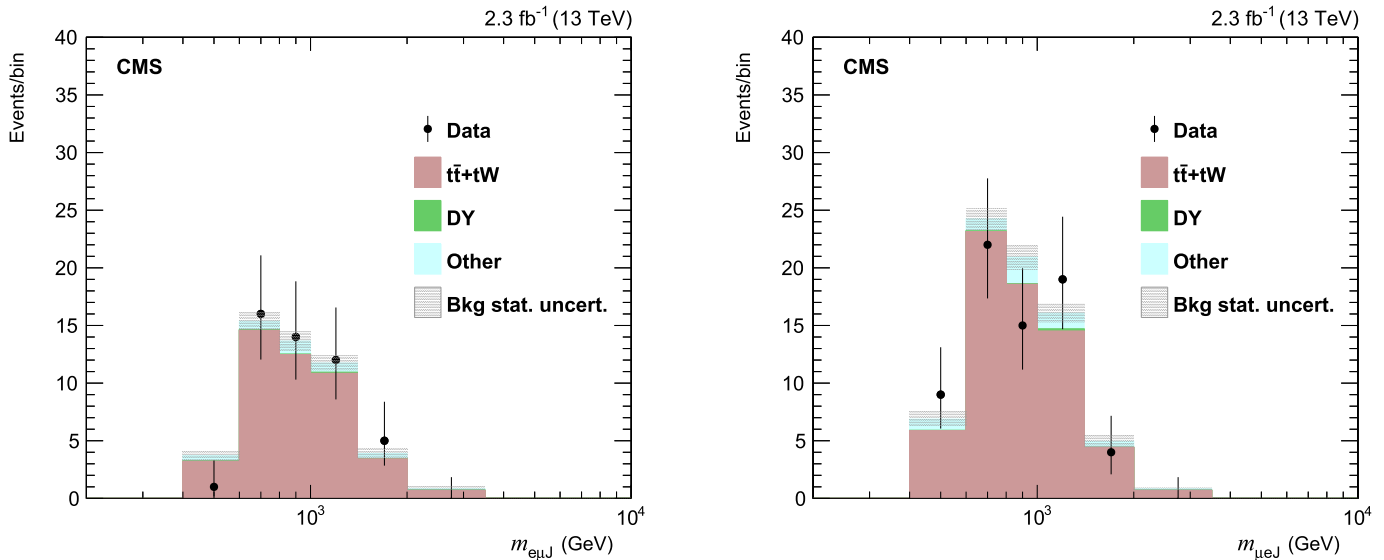 2.3 fb⁻¹ (13 TeV)
CMS
Events/bin
40
35
30
25
20
15
10
5
0
Data
tt̄+tW
DY
Other
Bkg stat. uncert.
10³
10⁴
m_eμJ (GeV)
2.3 fb⁻¹ (13 TeV)
CMS
Events/bin
40
35
30
25
20
15
10
5
0
Data
tt̄+tW
DY
Other
Bkg stat. uncert.
10³
10⁴
m_μeJ (GeV)